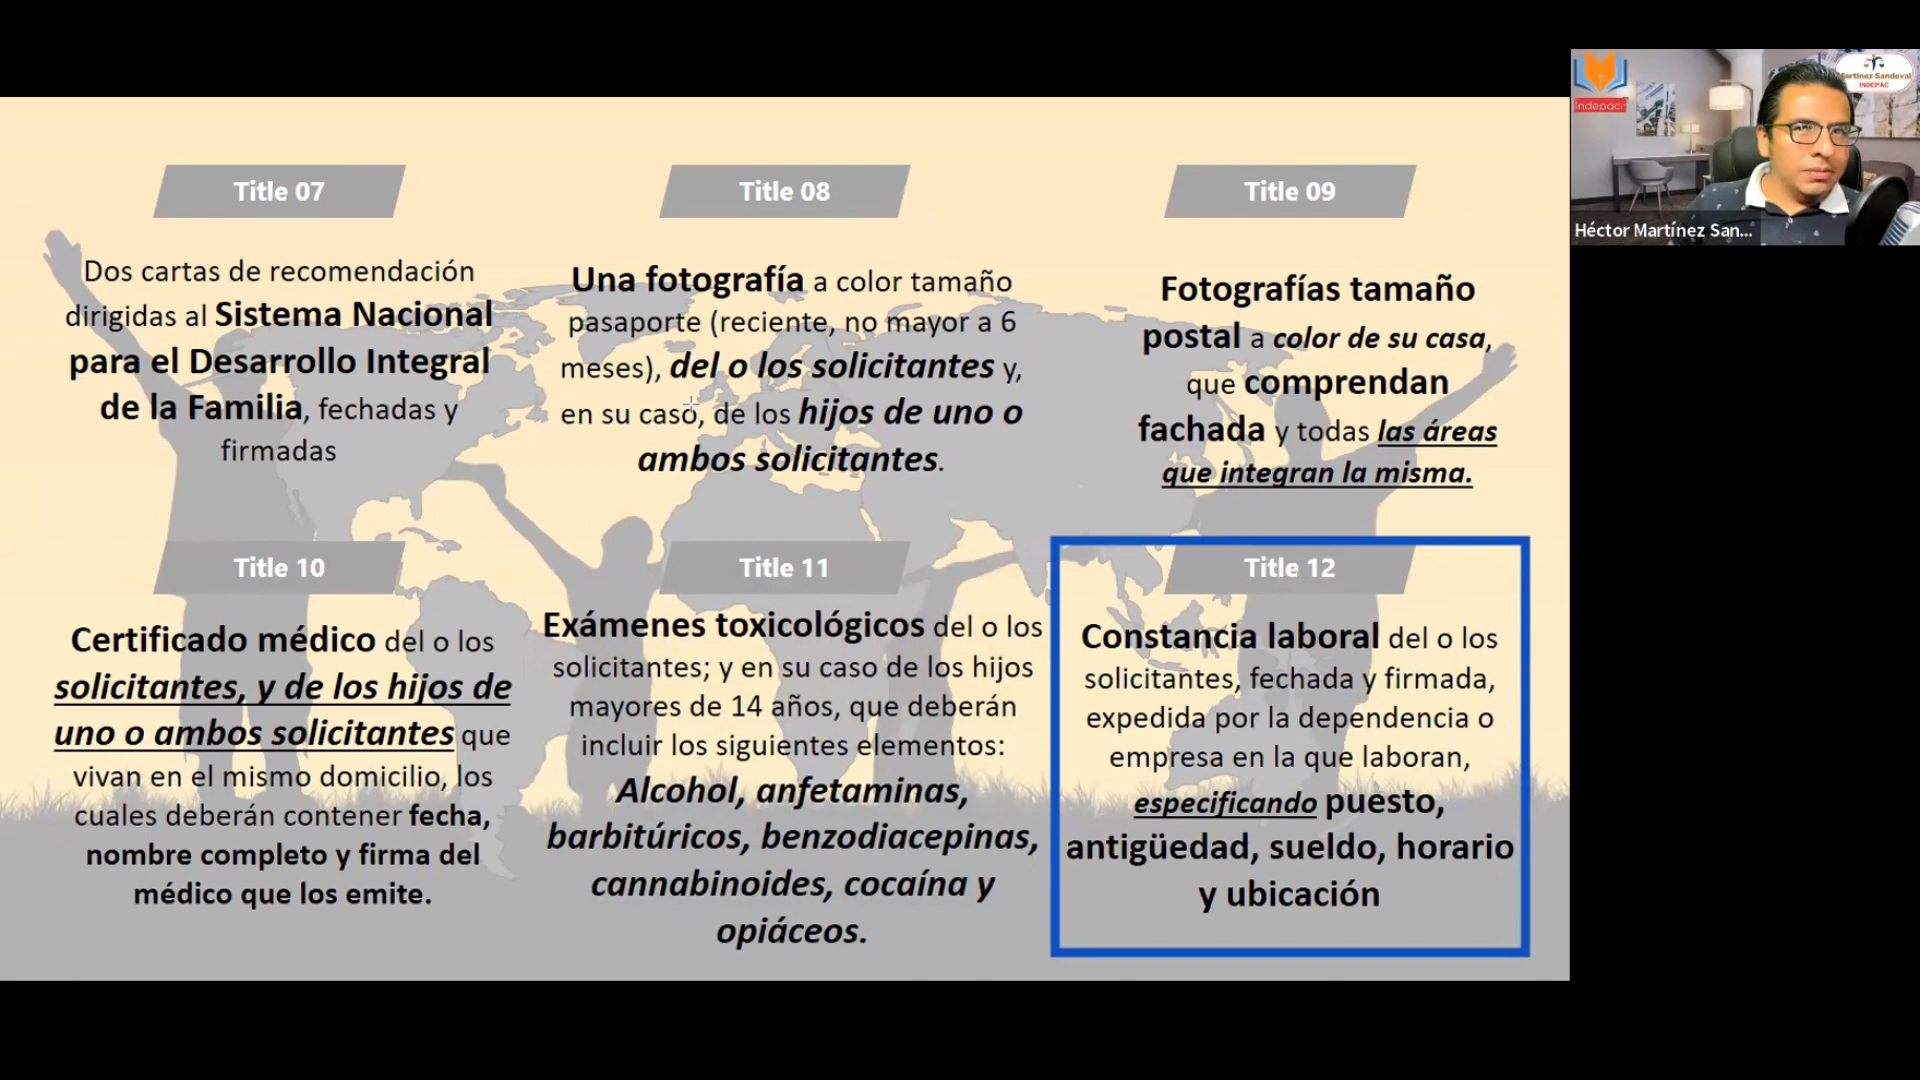 Title 07
Dos cartas de recomendación
dirigidas al Sistema Nacional
para el Desarrollo Integral
de la Familia, fechadas y
firmadas
Title 08
Una fotografía a color tamaño
pasaporte (reciente, no mayor a 6
meses), del o los solicitantes y,
en su caso, de los hijos de uno o
ambos solicitantes.
Title 09
Fotografías tamaño
postal a color de su casa,
que comprendan
fachada y todas las áreas
que integran la misma.
Title 10
Certificado médico del o los
solicitantes, y de los hijos de
uno o ambos solicitantes que
vivan en el mismo domicilio, los
cuales deberán contener fecha,
nombre completo y firma del
médico que los emite.
Title 11
Exámenes toxicológicos del o los
solicitantes; y en su caso de los hijos
mayores de 14 años, que deberán
incluir los siguientes elementos:
Alcohol, anfetaminas,
barbitúricos, benzodiacepinas,
cannabinoides, cocaína y
opiáceos.
Title 12
Constancia laboral del o los
solicitantes, fechada y firmada,
expedida por la dependencia o
empresa en la que laboran,
especificando puesto,
antigüedad, sueldo, horario
y ubicación
Indepac
Martínez Sandoval
INDEPAC
Héctor Martínez San...